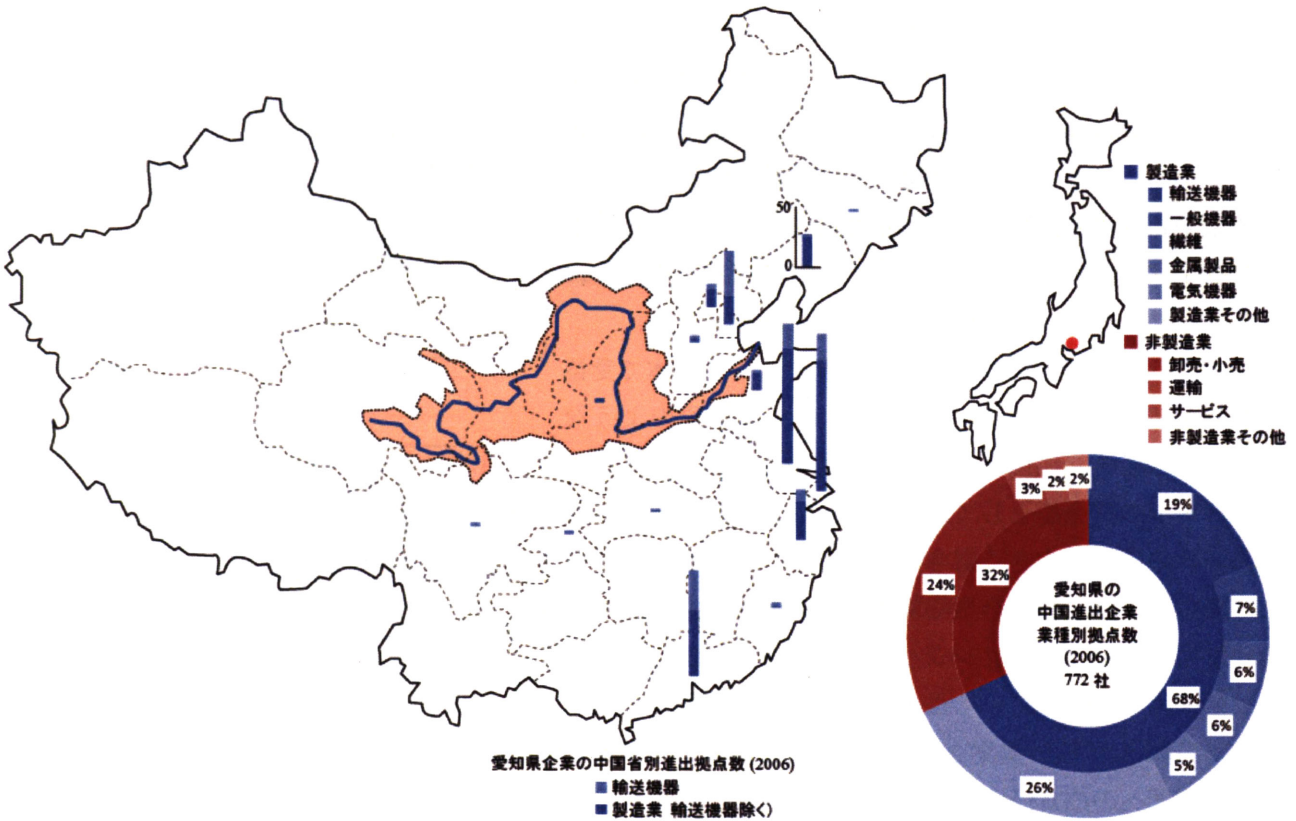 50
0
製造業
輸送機器
一般機器
繊維
金属製品
電気機器
製造業その他
非製造業
卸売・小売
運輸
サービス
非製造業その他
3%
2%
2%
19%
24%
32%
7%
6%
68%
6%
5%
26%
愛知県の
中国進出企業
業種別拠点数
(2006)
772 社
愛知県企業の中国省別進出拠点数 (2006)
輸送機器
製造業 輸送機器除く)